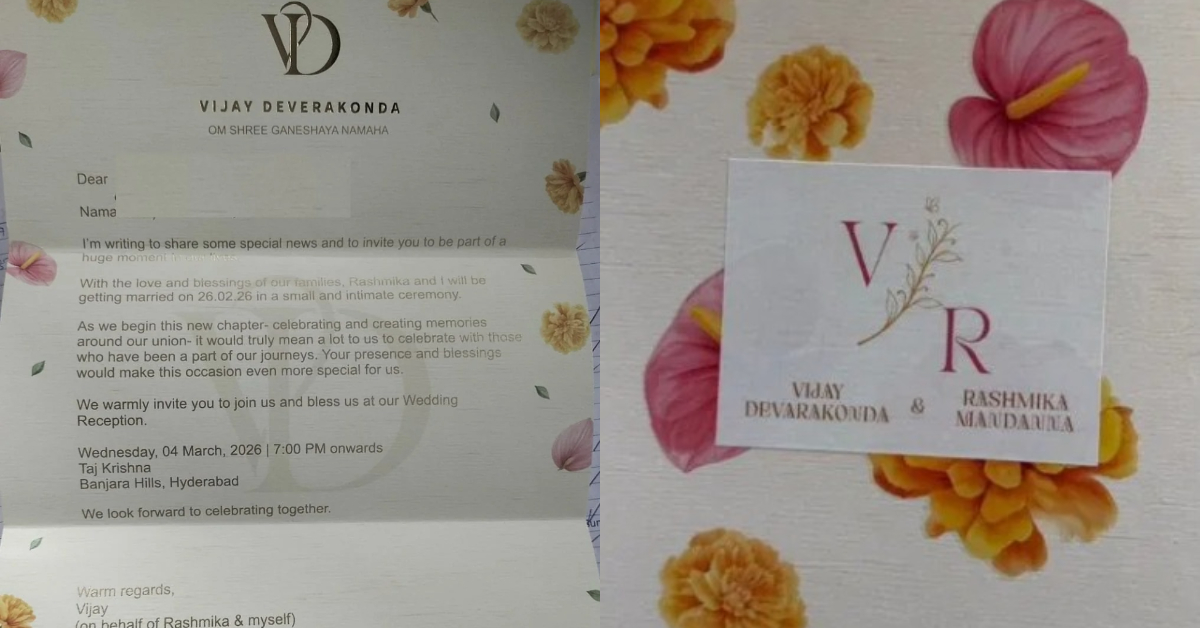 VD
VIJAY DEVERAKONDA
OM SHREE GANESHAYA NAMAHA
Dear
Nama
I'm writing to share some special news and to invite you to be part of a
huge moment
With the love and blessings of our families, Rashmika and I will be
getting married on 26.02.26 in a small and intimate ceremony.
As we begin this new chapter- celebrating and creating memories
around our union- it would truly mean a lot to us to celebrate with those
who have been a part of our journeys. Your presence and blessings
would make this occasion even more special for us.
We warmly invite you to join us and bless us at our Wedding
Reception.
Wednesday, 04 March, 2026 | 7:00 PM onwards
Taj Krishna
Banjara Hills, Hyderabad
We look forward to celebrating together.
Warm regards,
Vijay
(on behalf of Rashmika & myself)
V
R
VIJAY
DEVARAKONDA
&
RASHMIKA
MANDANNA